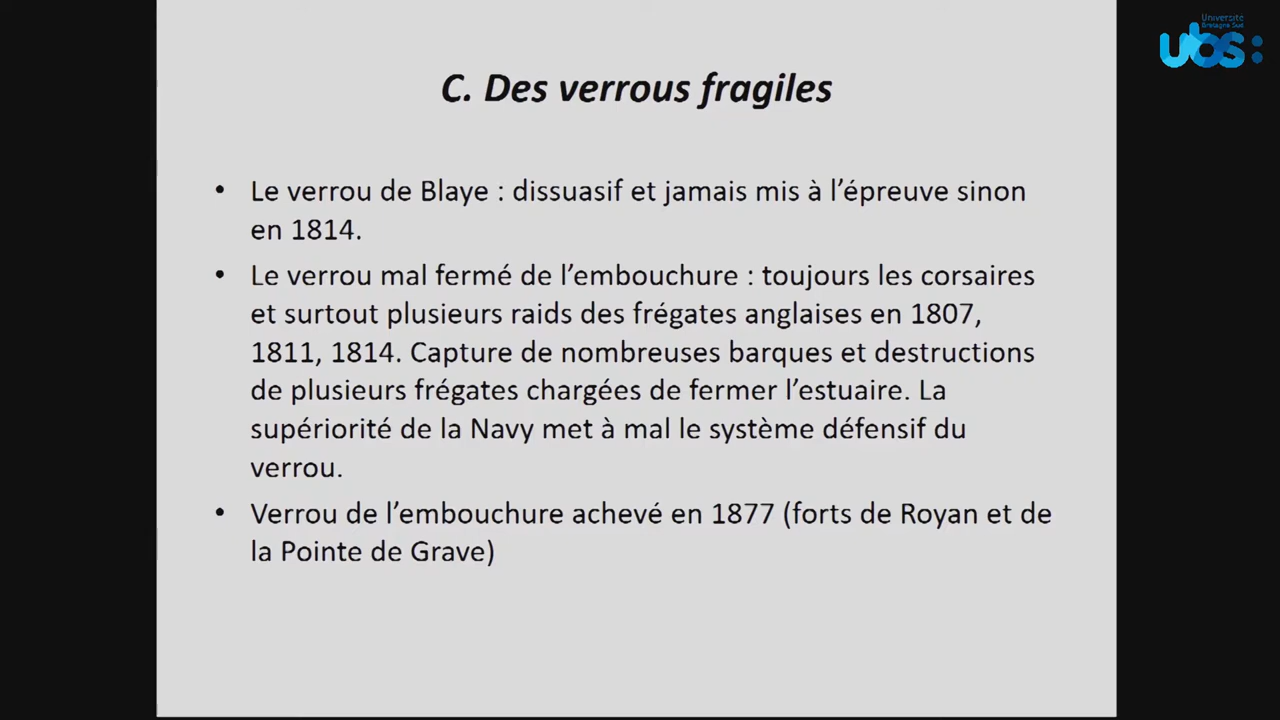 Université
Bretagne Sud
ubs:
C. Des verrous fragiles
• Le verrou de Blaye : dissuasif et jamais mis à l’épreuve sinon
en 1814.
• Le verrou mal fermé de l’embouchure : toujours les corsaires
et surtout plusieurs raids des frégates anglaises en 1807,
1811, 1814. Capture de nombreuses barques et destructions
de plusieurs frégates chargées de fermer l’estuaire. La
supériorité de la Navy met à mal le système défensif du
verrou.
• Verrou de l’embouchure achevé en 1877 (forts de Royan et de
la Pointe de Grave)